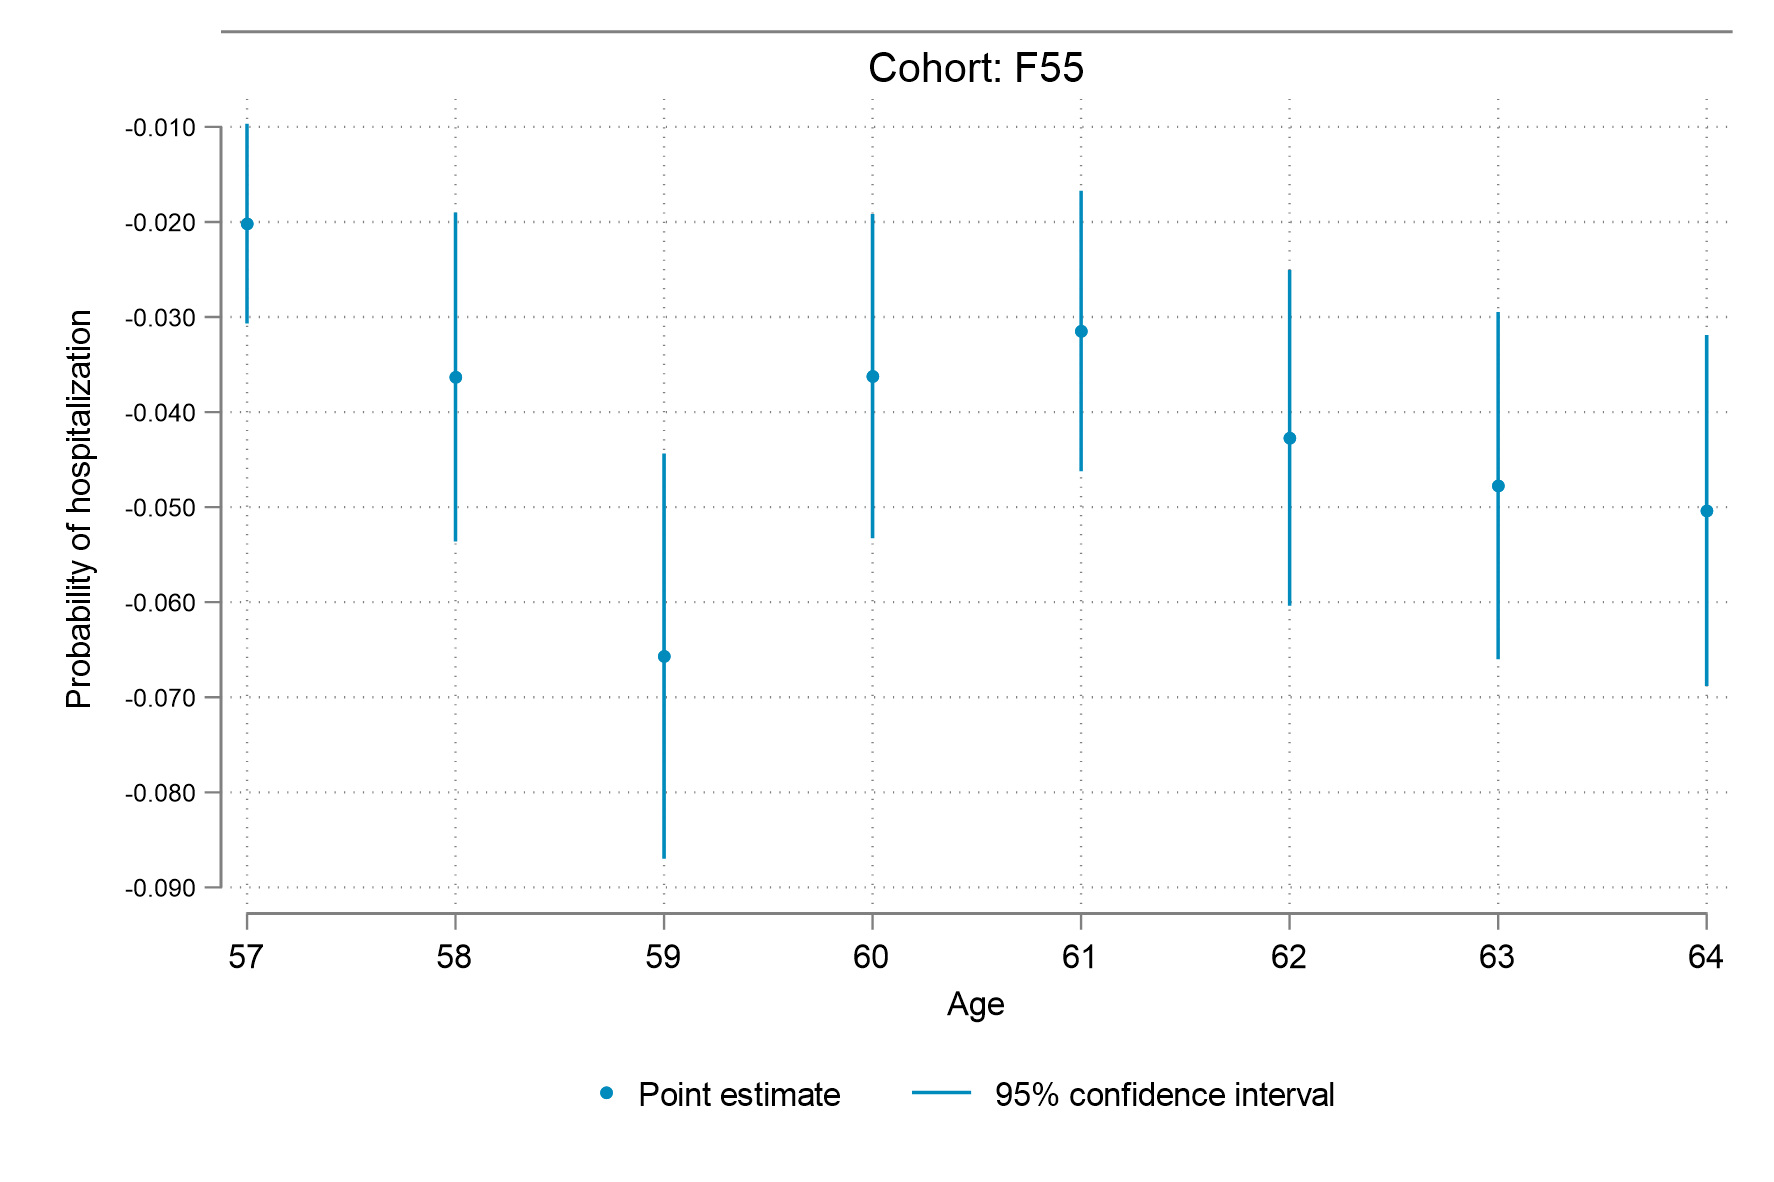 Cohort: F55
-0.010
-0.020
-0.030
-0.040
-0.050
-0.060
-0.070
-0.080
-0.090
Probability of hospitalization
57 58 59 60 61 62 63 64
Age
Point estimate 95% confidence interval